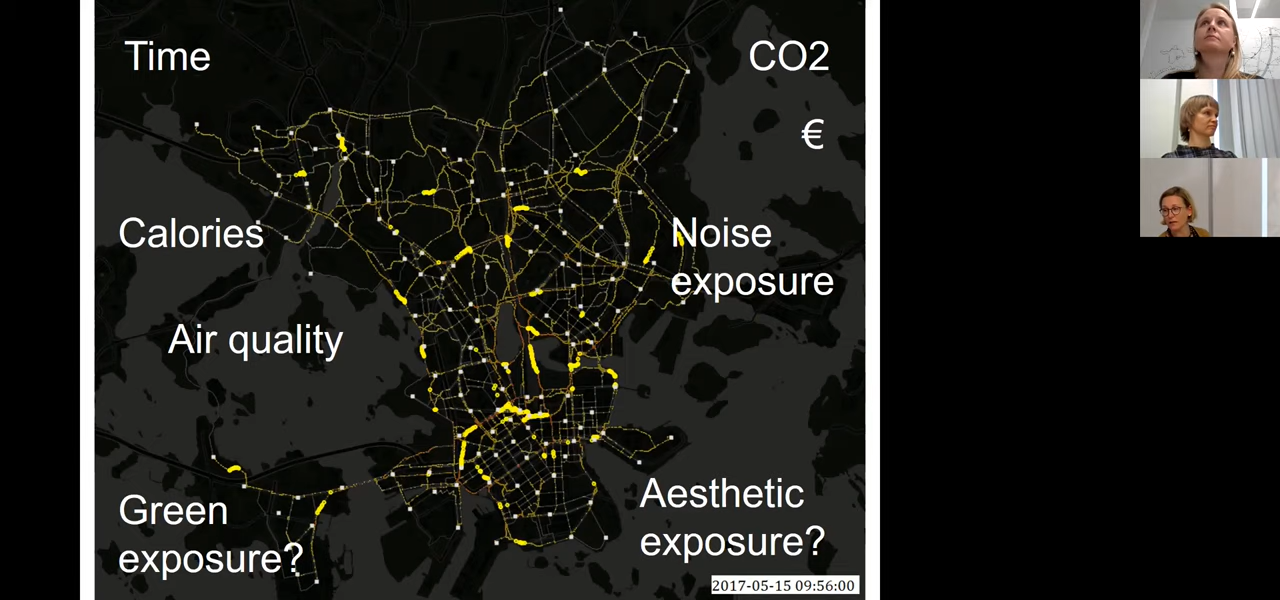 Time
CO2
€
Calories
Noise
exposure
Air quality
Green
exposure?
Aesthetic
exposure?
2017-05-15 09:56:00